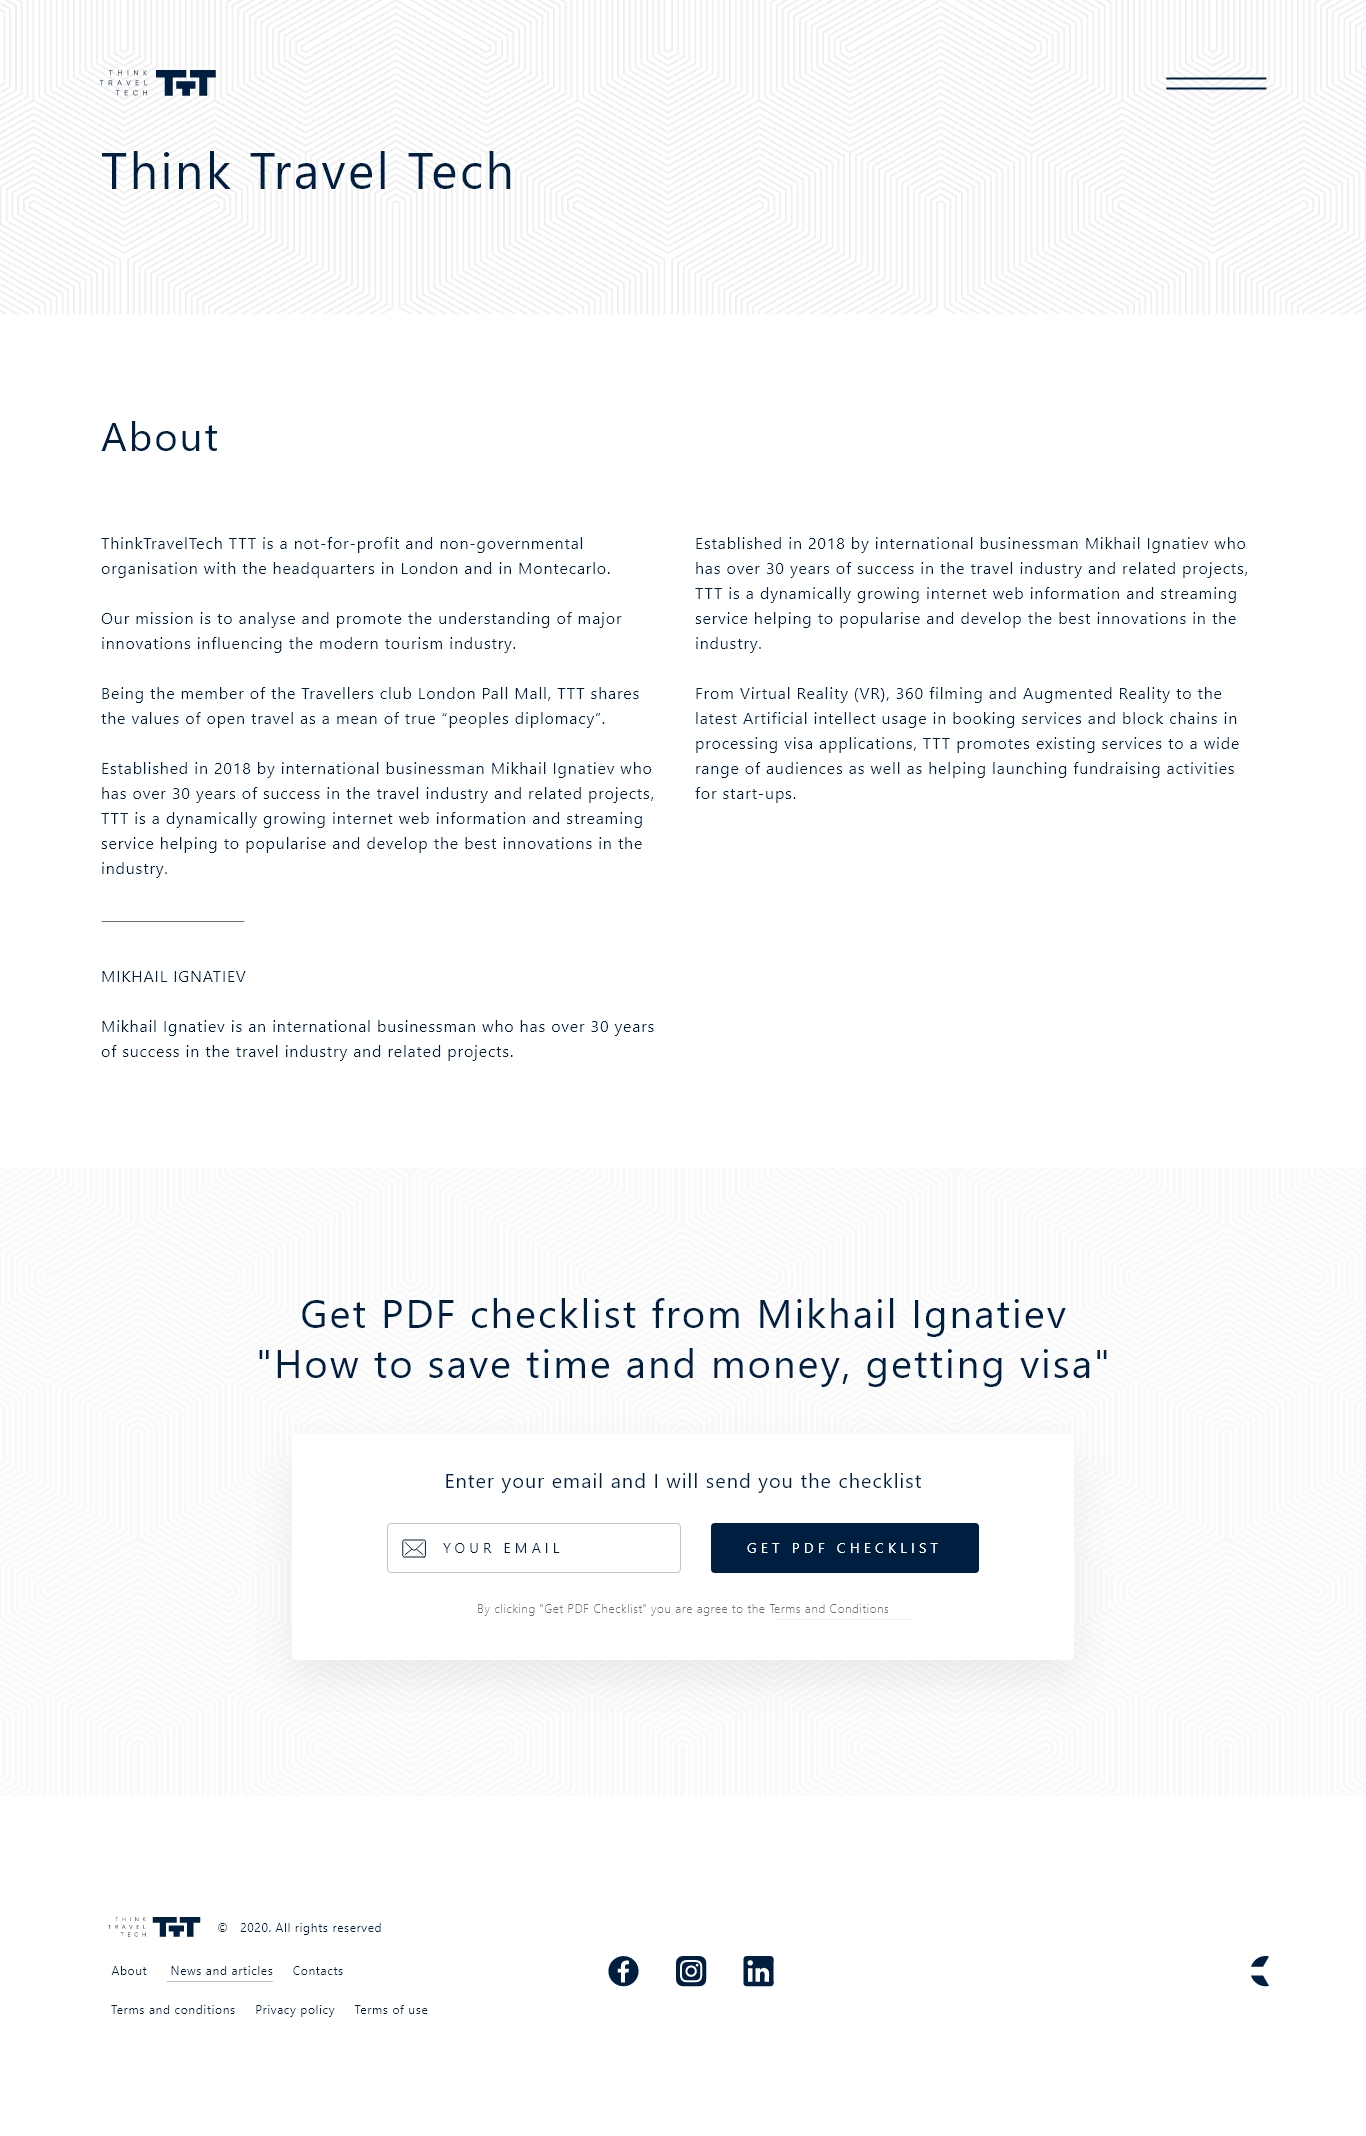 THINK
TRAVEL
TECH
TTT
Think Travel Tech
About
ThinkTravelTech TTT is a not-for-profit and non-governmental
organisation with the headquarters in London and in Montecarlo.
Our mission is to analyse and promote the understanding of major
innovations influencing the modern tourism industry.
Being the member of the Travellers club London Pall Mall, TTT shares
the values of open travel as a mean of true “peoples diplomacy”.
Established in 2018 by international businessman Mikhail Ignatiev who
has over 30 years of success in the travel industry and related projects,
TTT is a dynamically growing internet web information and streaming
service helping to popularise and develop the best innovations in the
industry.
MIKHAIL IGNATIEV
Mikhail Ignatiev is an international businessman who has over 30 years
of success in the travel industry and related projects.
Established in 2018 by international businessman Mikhail Ignatiev who
has over 30 years of success in the travel industry and related projects,
TTT is a dynamically growing internet web information and streaming
service helping to popularise and develop the best innovations in the
industry.
From Virtual Reality (VR), 360 filming and Augmented Reality to the
latest Artificial intellect usage in booking services and block chains in
processing visa applications, TTT promotes existing services to a wide
range of audiences as well as helping launching fundraising activities
for start-ups.
Get PDF checklist from Mikhail Ignatiev
"How to save time and money, getting visa"
Enter your email and I will send you the checklist
YOUR EMAIL
GET PDF CHECKLIST
By clicking "Get PDF Checklist" you are agree to the Terms and Conditions
THINK
TRAVEL
TECH
TTT
© 2020. All rights reserved
About News and articles Contacts
Terms and conditions Privacy policy Terms of use